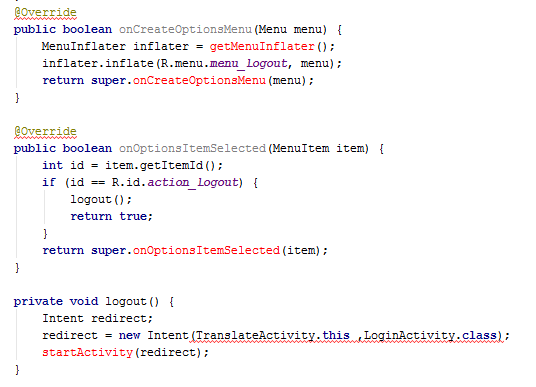 @Override
public boolean onCreateOptionsMenu(Menu menu) {
    MenuInflater inflater = getMenuInflater();
    inflater.inflate(R.menu.menu_logout, menu);
    return super.onCreateOptionsMenu(menu);
}

@Override
public boolean onOptionsItemSelected(MenuItem item) {
    int id = item.getItemId();
    if (id == R.id.action_logout) {
        logout();
        return true;
    }
    return super.onOptionsItemSelected(item);
}

private void logout() {
    Intent redirect;
    redirect = new Intent(TranslateActivity.this ,LoginActivity.class);
    startActivity(redirect);
}